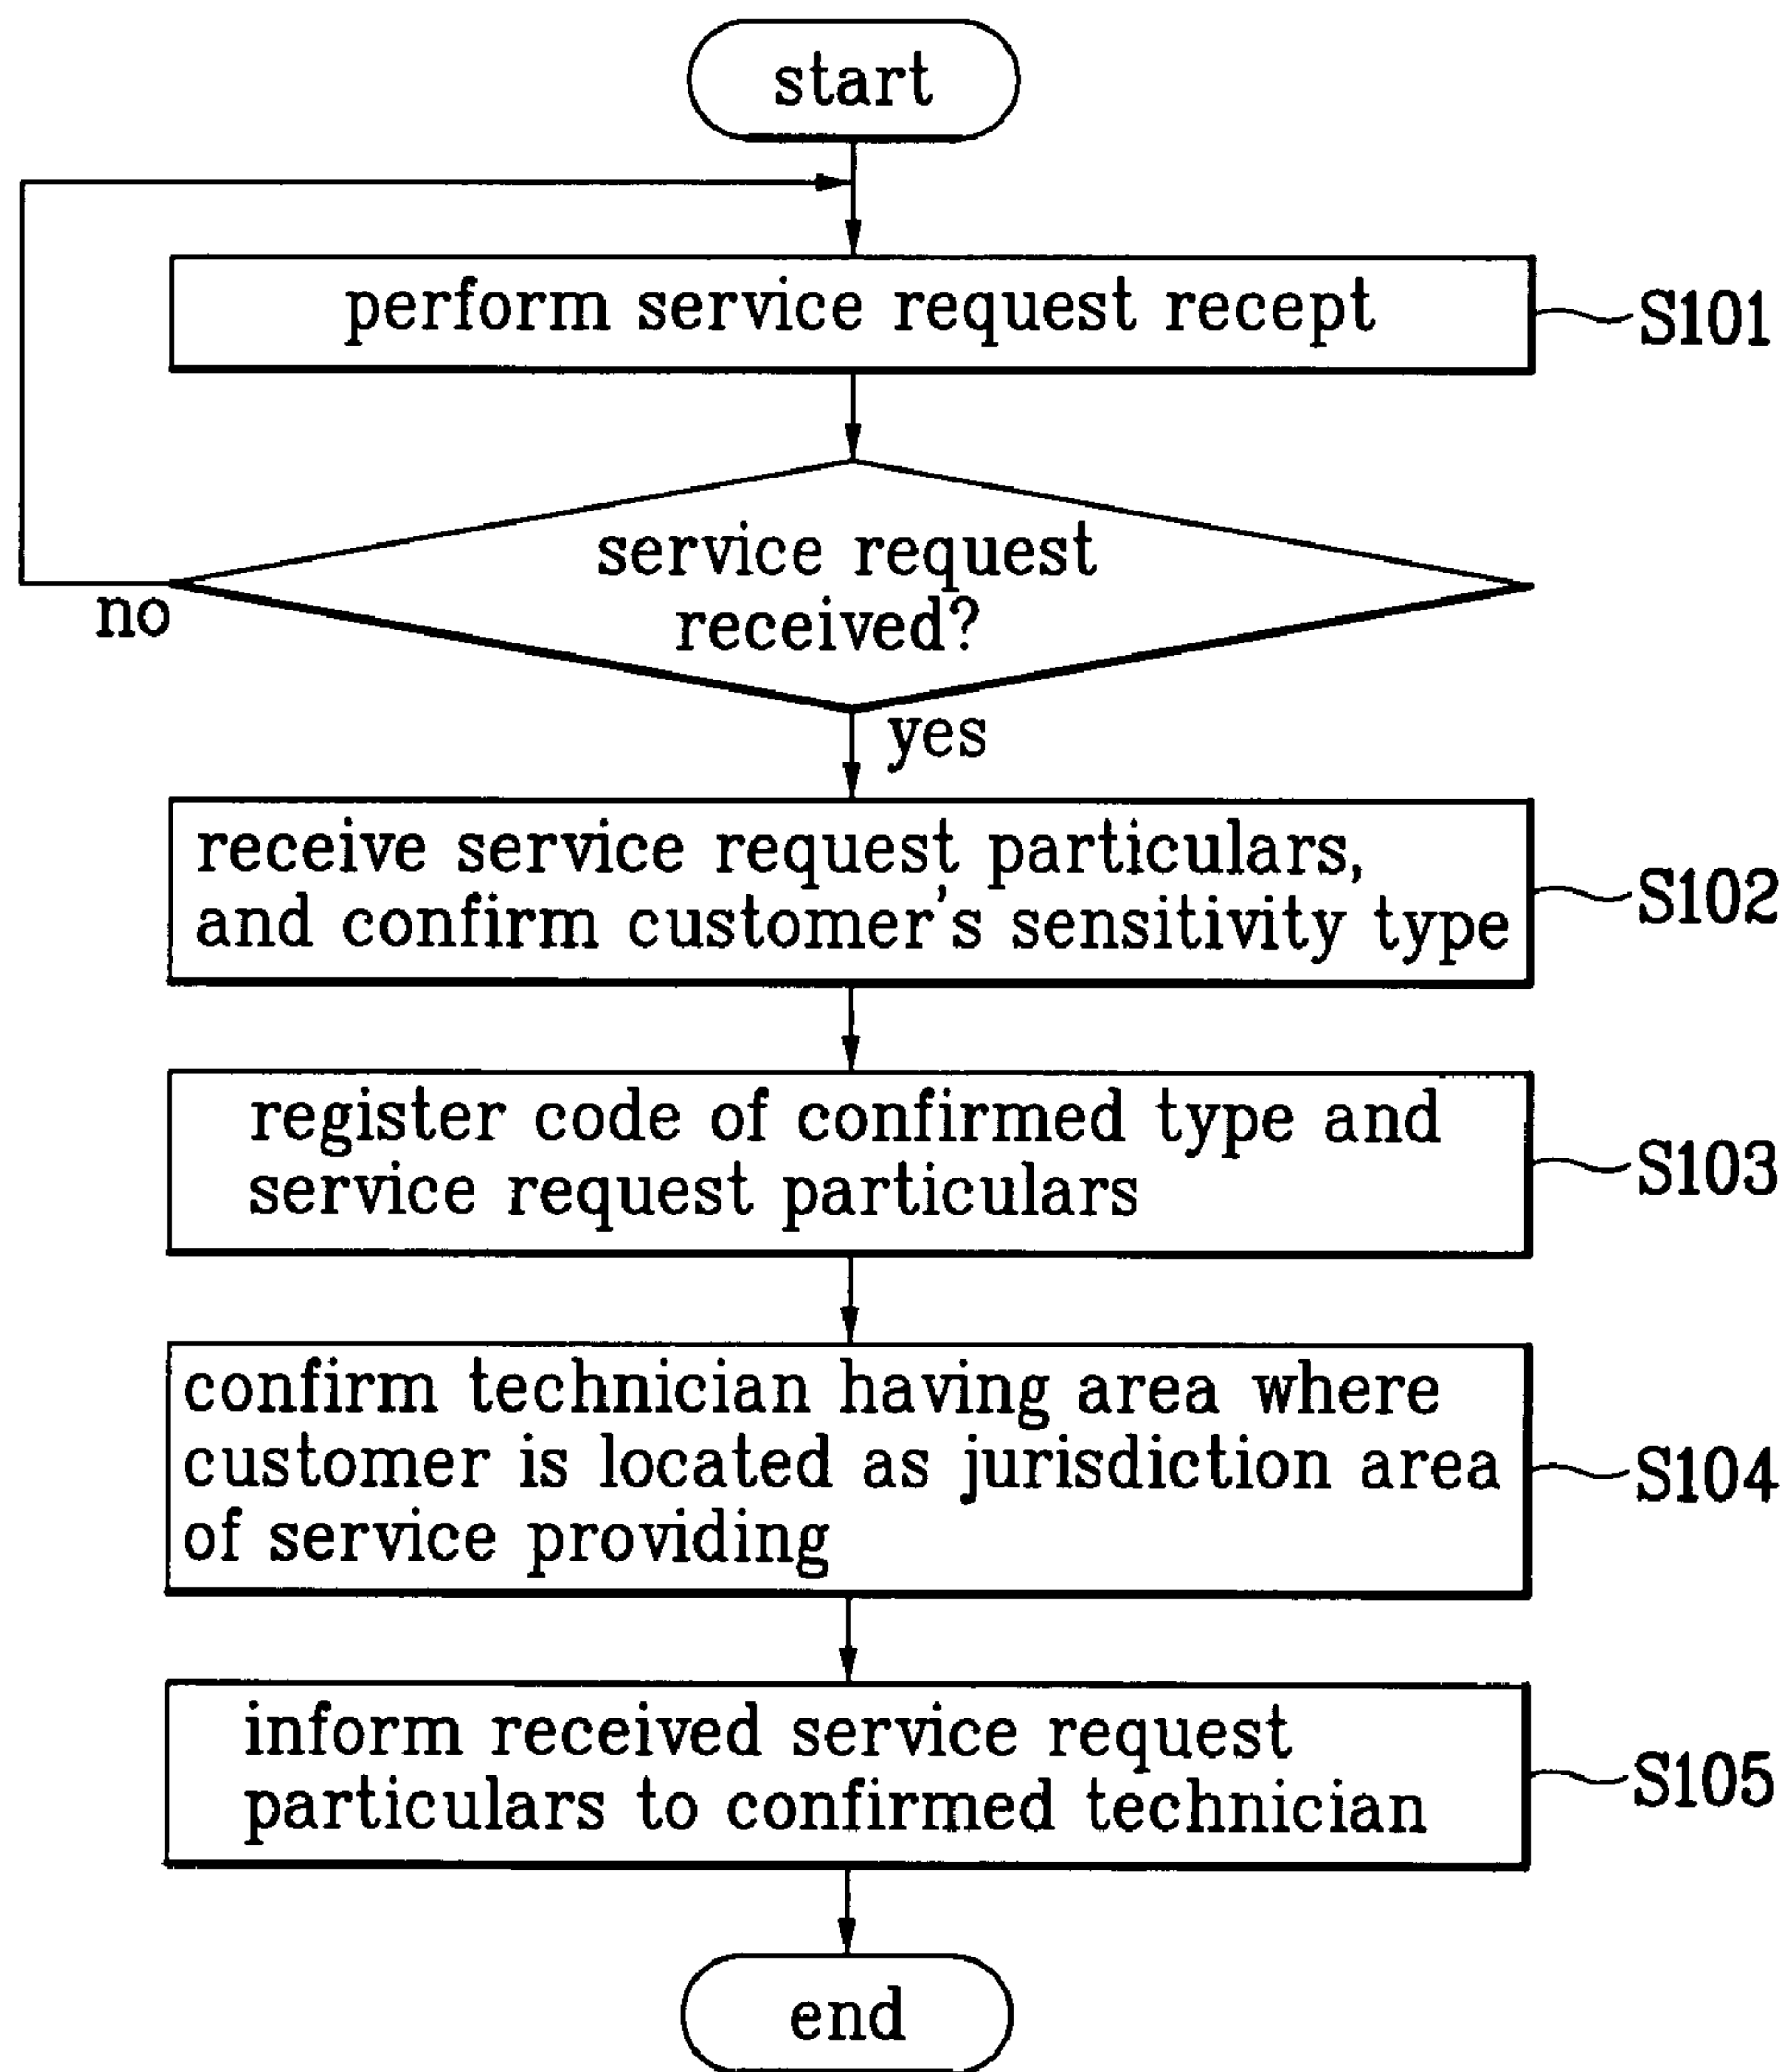 start
perform service request recept
S101
service request
received?
no
yes
receive service request particulars,
and confirm customer's sensitivity type
S102
register code of confirmed type and
service request particulars
S103
confirm technician having area where
customer is located as jurisdiction area
of service providing
S104
inform received service request
particulars to confirmed technician
S105
end